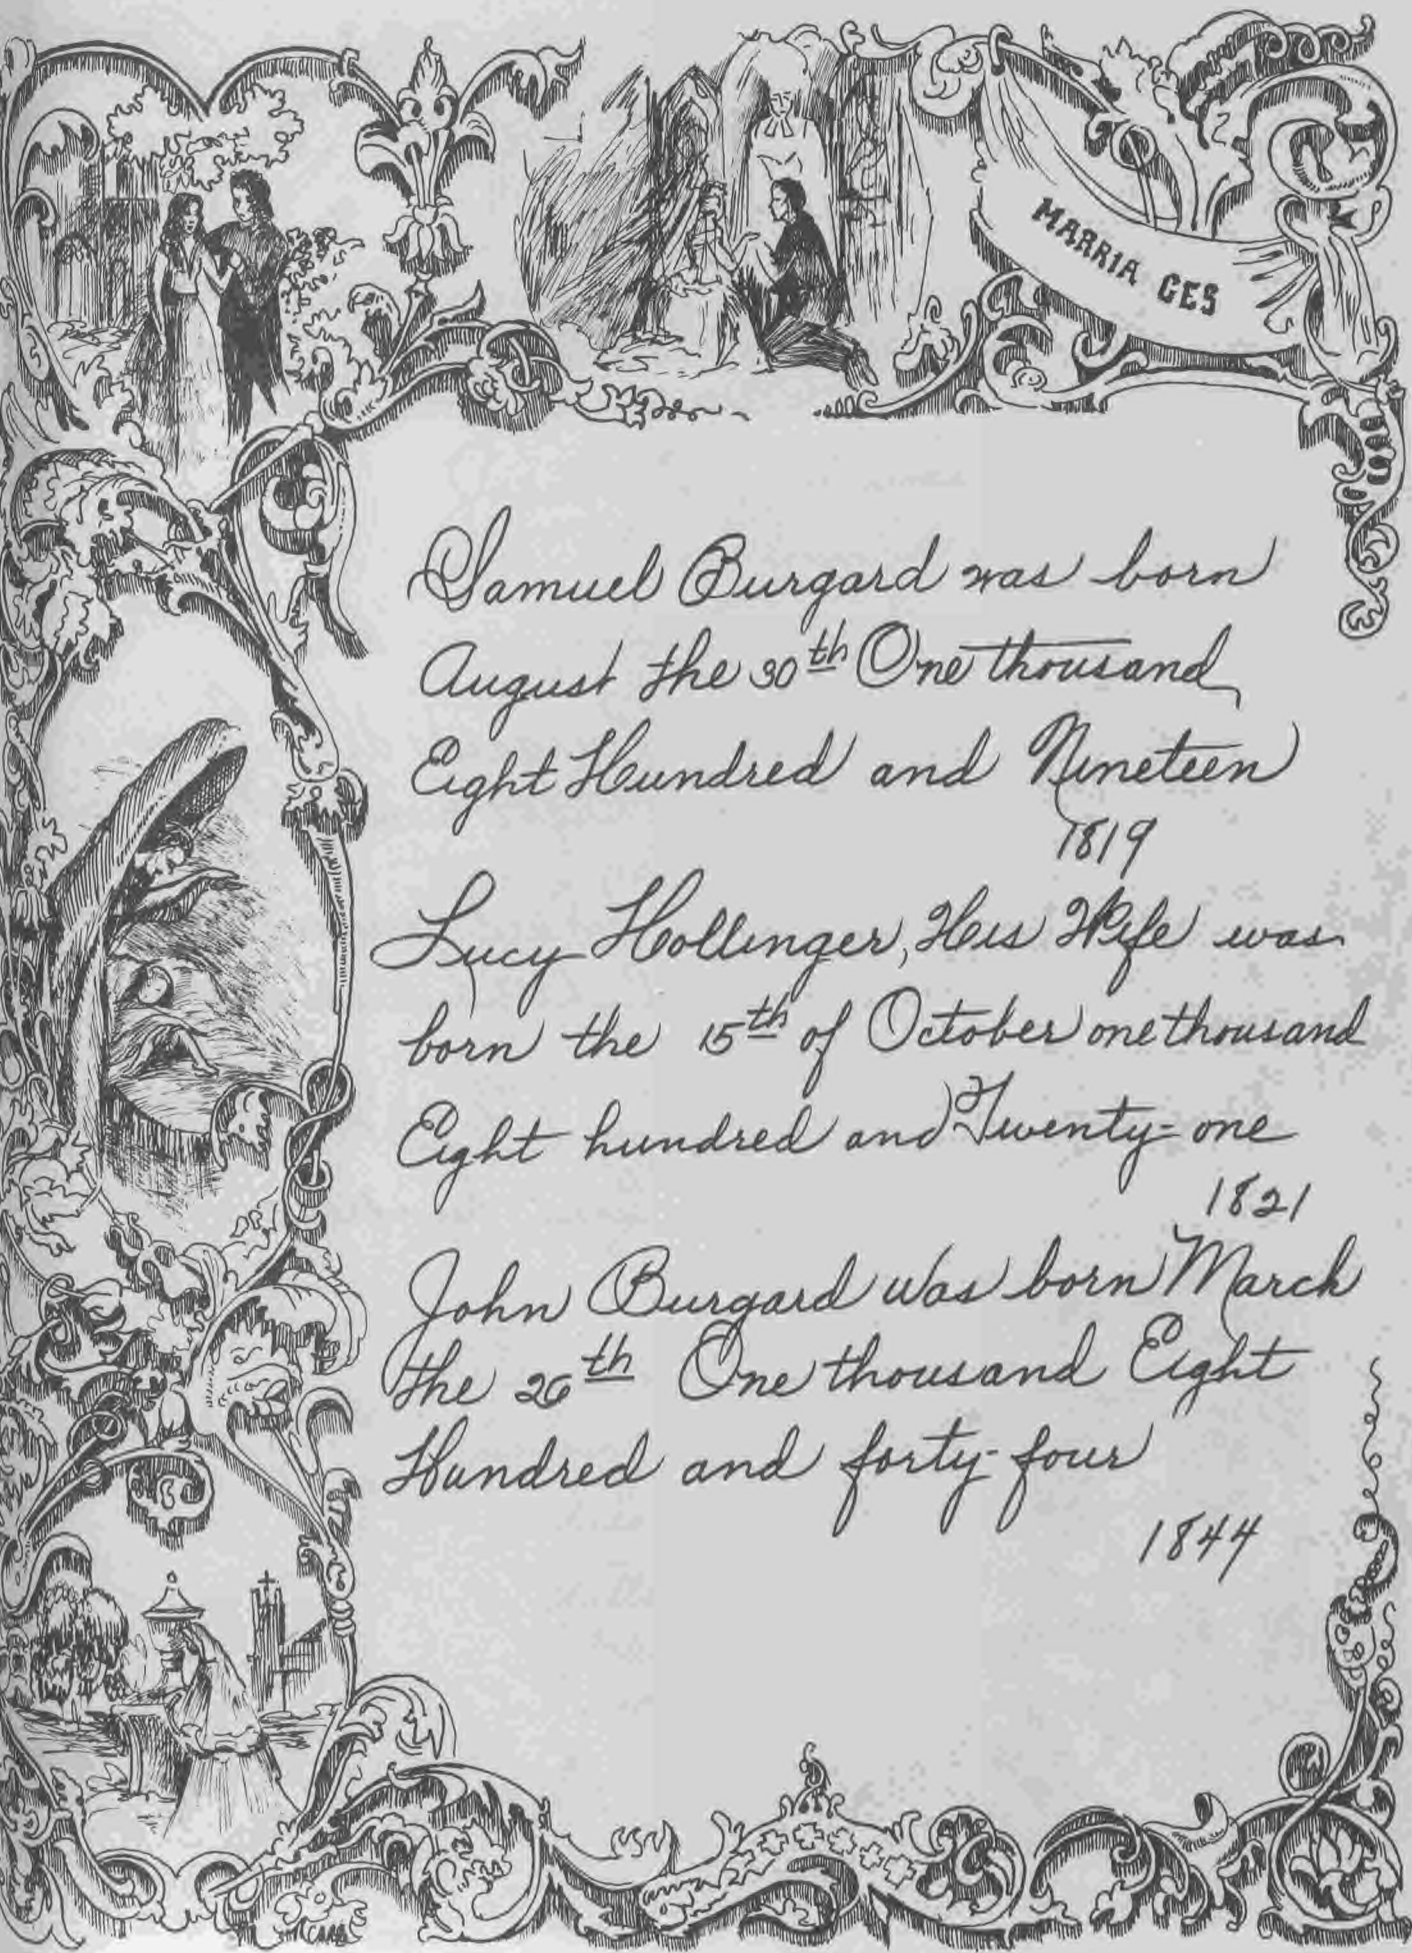 MARRIA GES
Samuel Burgard was born
August the 30th One thousand
Eight Hundred and Nineteen
1819
Lucy Hollinger, His Wife was
born the 15th of October one thousand
Eight hundred and Twenty-one
1821
John Burgard was born March
the 26th One thousand Eight
Hundred and forty-four
1844